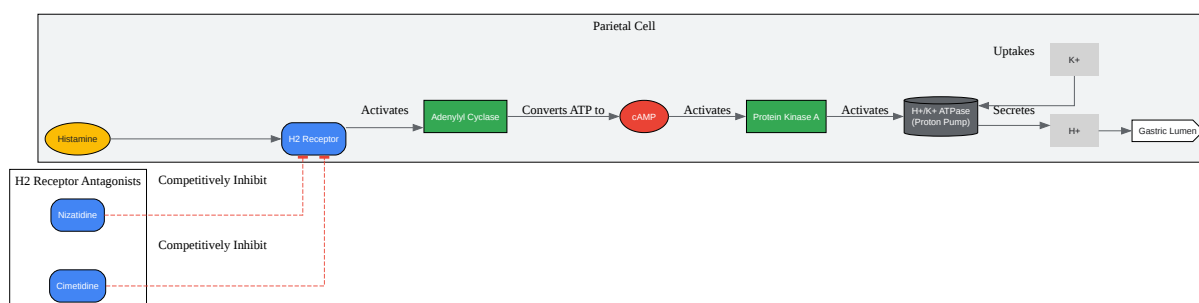 Parietal Cell
Uptakes
K+
Activates
Converts ATP to
Activates
Activates
H+/K+ ATPase
(Proton Pump)
Secretes
Adenylyl Cyclase
cAMP
Protein Kinase A
Histamine
H2 Receptor
H+
Gastric Lumen
H2 Receptor Antagonists
Competitively Inhibit
Nizatidine
Competitively Inhibit
Cimetidine